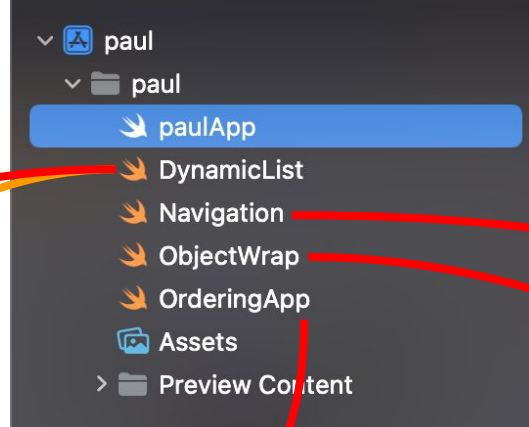 paul
paul
paulApp
DynamicList
Navigation
ObjectWrap
OrderingApp
Assets
Preview Content